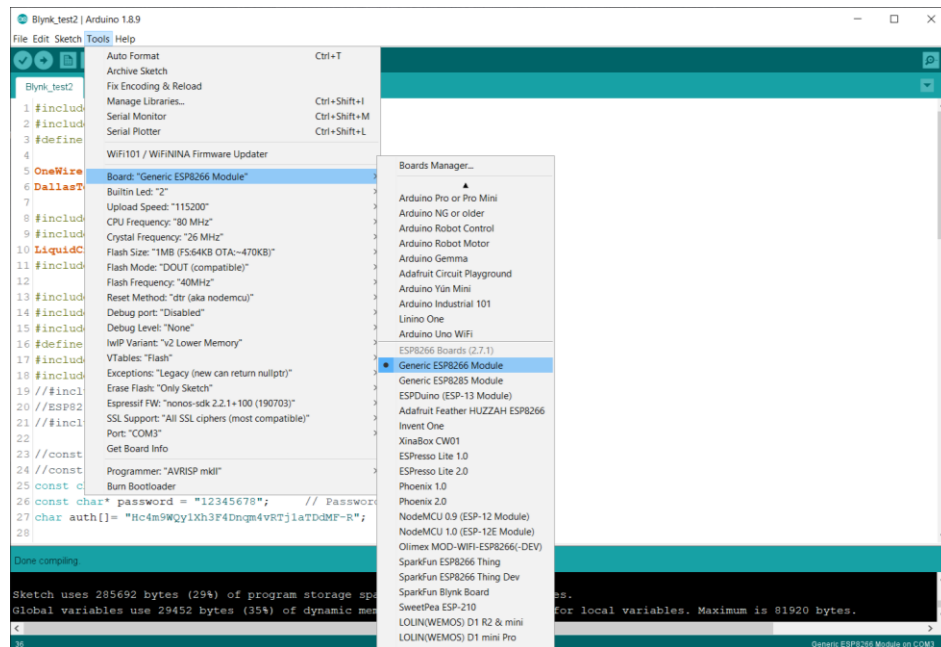 Blynk_test2 | Arduino 1.8.9
File Edit Sketch Tools Help
Blynk_test2
Auto Format Ctrl+T
Archive Sketch
Fix Encoding & Reload
Manage Libraries... Ctrl+Shift+I
Serial Monitor Ctrl+Shift+M
Serial Plotter Ctrl+Shift+L
WiFi101 / WiFiNINA Firmware Updater
Board: "Generic ESP8266 Module"
Builtin Led: "2"
Upload Speed: "115200"
CPU Frequency: "80 MHz"
Crystal Frequency: "26 MHz"
Flash Size: "1MB (FS:64KB OTA:~470KB)"
Flash Mode: "DOUT (compatible)"
Flash Frequency: "40MHz"
Reset Method: "dtr (aka nodemcu)"
Debug port: "Disabled"
Debug Level: "None"
lwIP Variant: "v2 Lower Memory"
VTables: "Flash"
Exceptions: "Legacy (new can return nullptr)"
Erase Flash: "Only Sketch"
Espressif FW: "nonos-sdk 2.2.1+100 (190703)"
SSL Support: "All SSL ciphers (most compatible)"
Port: "COM3"
Get Board Info
Programmer: "AVRISP mkII"
Burn Bootloader
Boards Manager...
Arduino Pro or Pro Mini
Arduino NG or older
Arduino Robot Control
Arduino Robot Motor
Arduino Gemma
Adafruit Circuit Playground
Arduino Yún Mini
Arduino Industrial 101
Linino One
Arduino Uno WiFi
ESP8266 Boards (2.7.1)
Generic ESP8266 Module
Generic ESP8285 Module
ESPDuino (ESP-13 Module)
Adafruit Feather HUZZAH ESP8266
Invent One
XinaBox CW01
ESPresso Lite 1.0
ESPresso Lite 2.0
Phoenix 1.0
Phoenix 2.0
NodeMCU 0.9 (ESP-12 Module)
NodeMCU 1.0 (ESP-12E Module)
Olimex MOD-WIFI-ESP8266(-DEV)
SparkFun ESP8266 Thing
SparkFun ESP8266 Thing Dev
SparkFun Blynk Board
SweetPea ESP-210
LOLIN(WEMOS) D1 R2 & mini
LOLIN(WEMOS) D1 mini Pro
1 #includ
2 #includ
3 #define
4
5 OneWire
6 DallasT
7
8 #includ
9 #includ
10 LiquidC
11 #includ
12
13 #includ
14 #includ
15 #includ
16 #define
17 #includ
18 #includ
19 //#incl
20 //ESP82
21 //#incl
22
23 //const
24 //const
25 const c
26 const char* password = "12345678"; // Passwor
27 char auth[]= "Hc4m9WQy1Xh3F4Dnqm4vRTjlaTDdMF-R";
28
Done compiling.
Sketch uses 285692 bytes (29%) of program storage spa es.
Global variables use 29452 bytes (35%) of dynamic mem for local variables. Maximum is 81920 bytes.
36 Generic ESP8266 Module on COM3